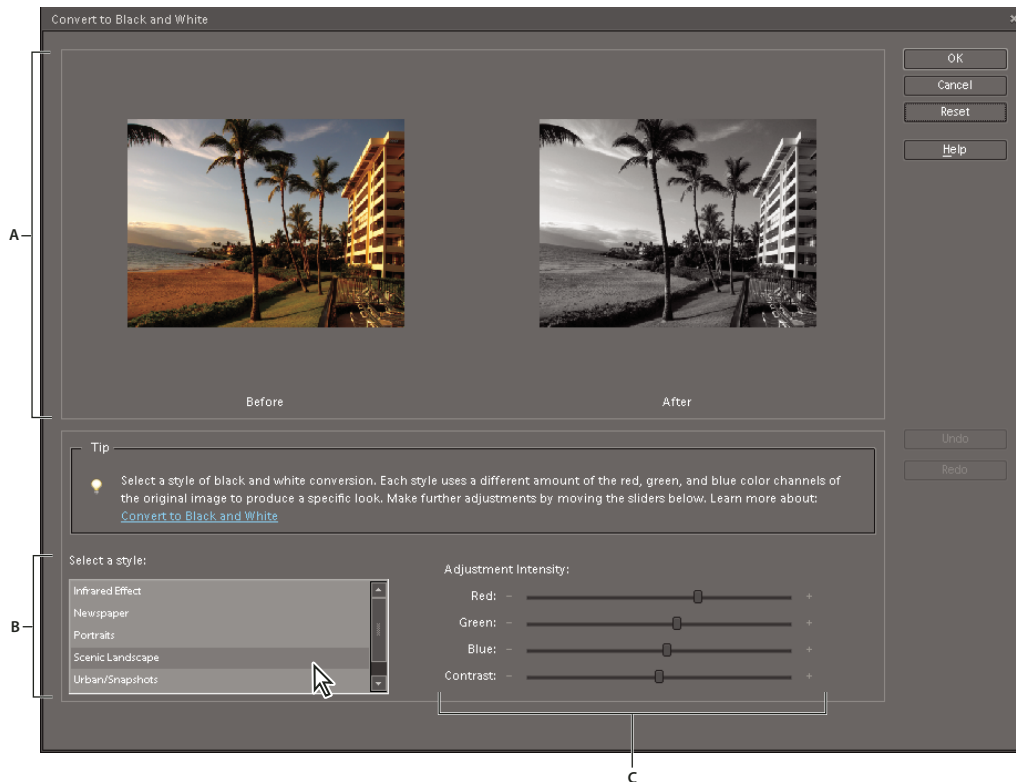 Convert to Black and White
x
OK
Cancel
Reset
Help
A
Before
After
Undo
Redo
Tip
Select a style of black and white conversion. Each style uses a different amount of the red, green, and blue color channels of
the original image to produce a specific look. Make further adjustments by moving the sliders below. Learn more about:
Convert to Black and White
B
Select a style:
Infrared Effect
Newspaper
Portraits
Scenic Landscape
Urban/Snapshots
Adjustment Intensity:
Red: - +
Green: - +
Blue: - +
Contrast: - +
C